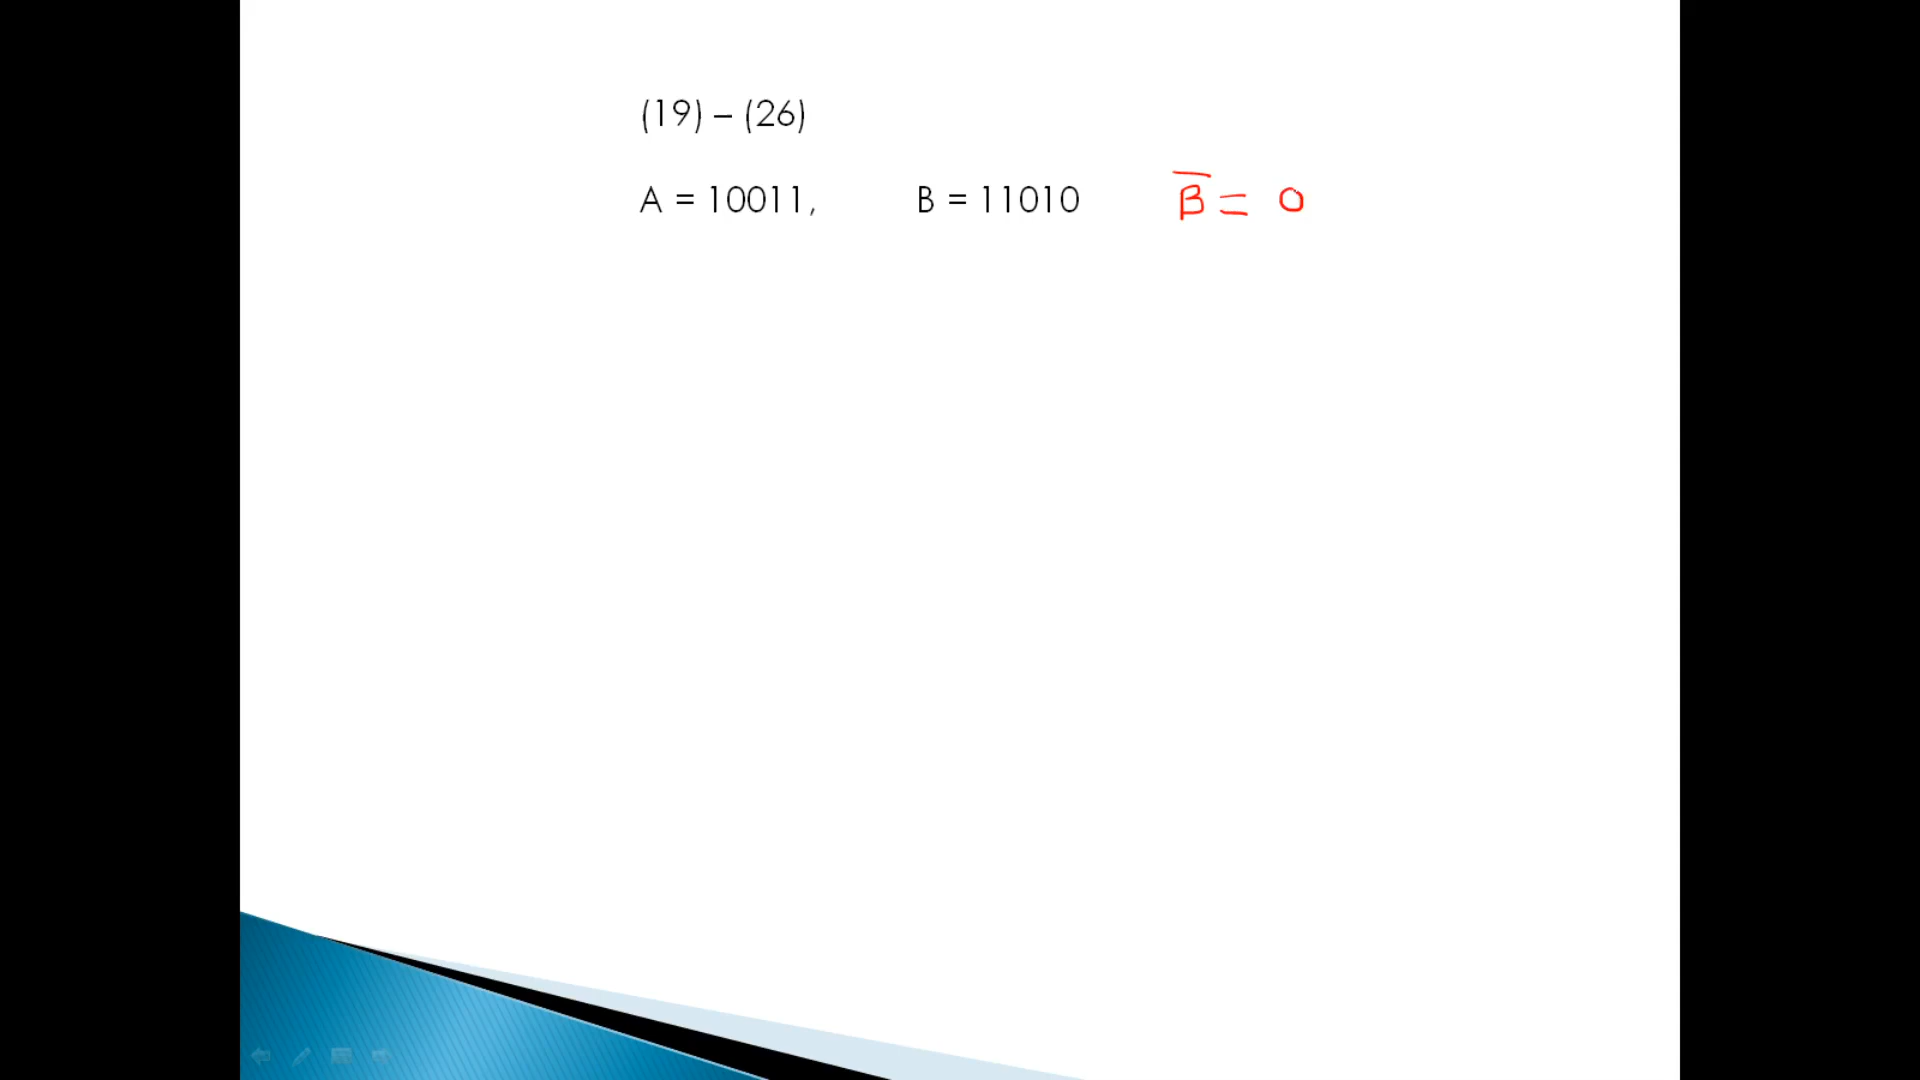 (19) – (26)
A = 10011, B = 11010 B̅ = 0